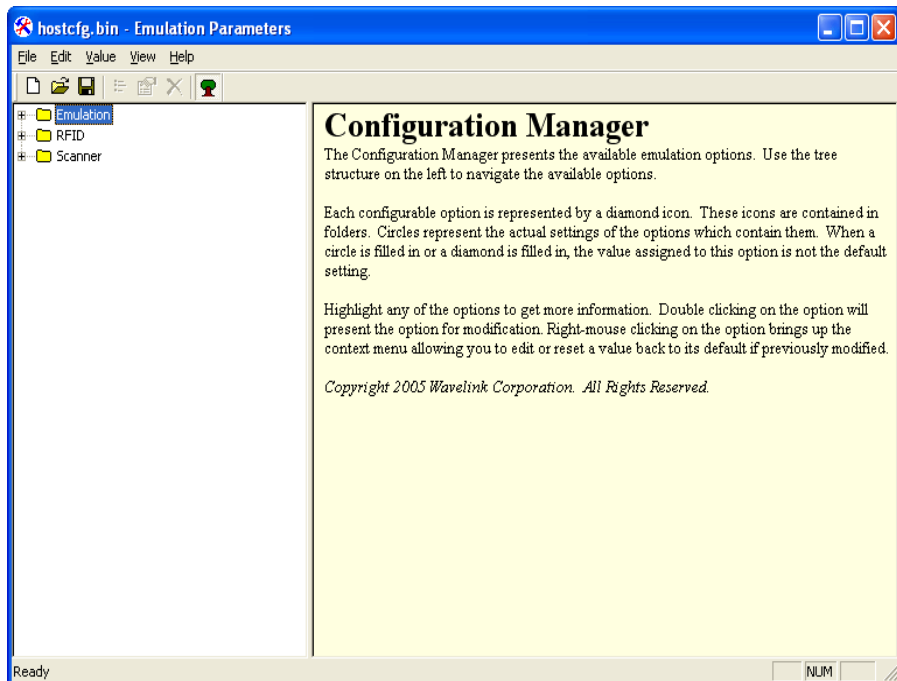 hostcfg.bin - Emulation Parameters
File Edit Value View Help
Emulation
RFID
Scanner
Configuration Manager
The Configuration Manager presents the available emulation options. Use the tree
structure on the left to navigate the available options.
Each configurable option is represented by a diamond icon. These icons are contained in
folders. Circles represent the actual settings of the options which contain them. When a
circle is filled in or a diamond is filled in, the value assigned to this option is not the default
setting.
Highlight any of the options to get more information. Double clicking on the option will
present the option for modification. Right-mouse clicking on the option brings up the
context menu allowing you to edit or reset a value back to its default if previously modified.
Copyright 2005 Wavelink Corporation. All Rights Reserved.
Ready NUM